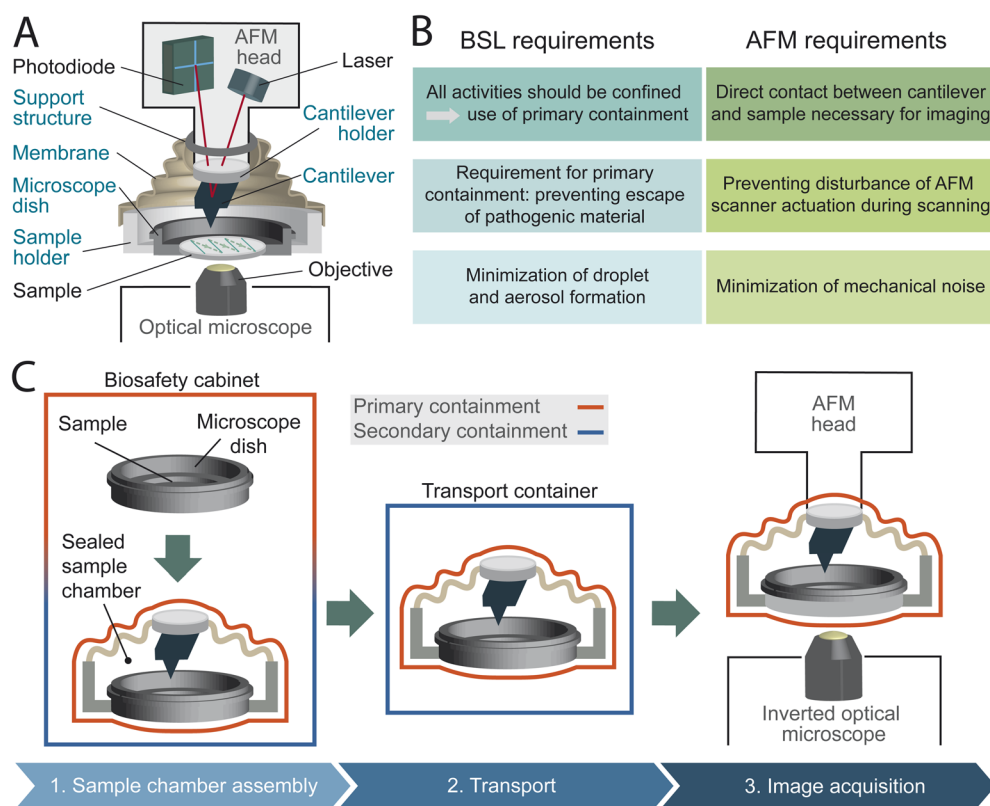 A
AFM
head
Photodiode
Laser
Support
structure
Cantilever
holder
Membrane
Cantilever
Microscope
dish
Sample
holder
Sample
Objective
Optical microscope
B
BSL requirements
AFM requirements
All activities should be confined
use of primary containment
Direct contact between cantilever
and sample necessary for imaging
Requirement for primary
containment: preventing escape
of pathogenic material
Preventing disturbance of AFM
scanner actuation during scanning
Minimization of droplet
and aerosol formation
Minimization of mechanical noise
C
Biosafety cabinet
Sample
Microscope
dish
Sealed
sample
chamber
Primary containment
Secondary containment
Transport container
AFM
head
Inverted optical
microscope
1. Sample chamber assembly
2. Transport
3. Image acquisition